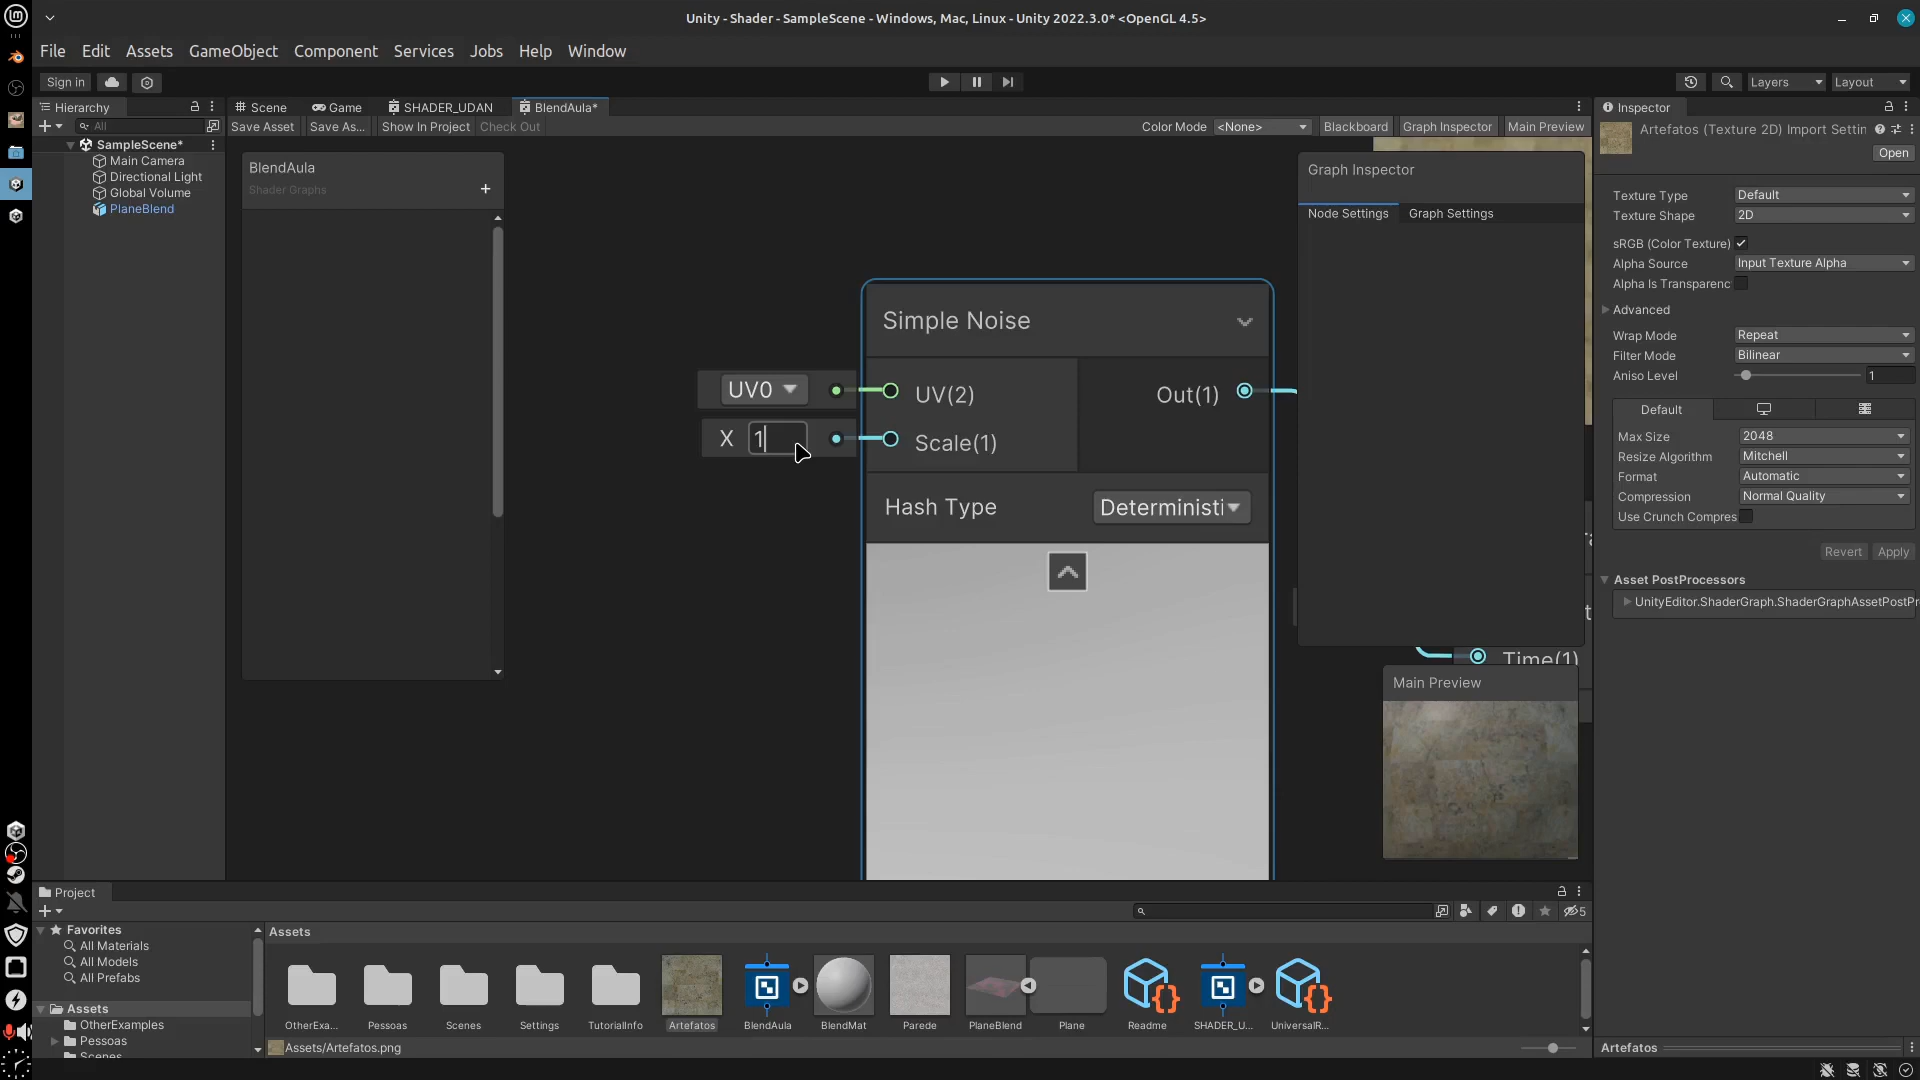 Unity - Shader - SampleScene - Windows, Mac, Linux - Unity 2022.3.0* <OpenGL 4.5>
File Edit Assets GameObject Component Services Jobs Help Window
Sign in
Layers
Layout
Hierarchy
Scene
Game
SHADER_UDAN
BlendAula*
Inspector
All
Save Asset
Save As...
Show In Project
Check Out
Color Mode
<None>
Blackboard
Graph Inspector
Main Preview
SampleScene*
Main Camera
Directional Light
Global Volume
PlaneBlend
BlendAula
Shader Graphs
Graph Inspector
Node Settings
Graph Settings
Simple Noise
UV0
UV(2)
Out(1)
X 1
Scale(1)
Hash Type
Deterministi
Time(1)
Main Preview
Artefatos (Texture 2D) Import Settin
Open
Texture Type Default
Texture Shape 2D
sRGB (Color Texture)
Alpha Source Input Texture Alpha
Alpha Is Transparenc
Advanced
Wrap Mode Repeat
Filter Mode Bilinear
Aniso Level 1
Default
Max Size 2048
Resize Algorithm Mitchell
Format Automatic
Compression Normal Quality
Use Crunch Compres
Revert
Apply
Asset PostProcessors
UnityEditor.ShaderGraph.ShaderGraphAssetPostPr
Project
5
Favorites
All Materials
All Models
All Prefabs
Assets
OtherExamples
Pessoas
Scenes
Assets
OtherExa...
Pessoas
Scenes
Settings
TutorialInfo
Artefatos
BlendAula
BlendMat
Parede
PlaneBlend
Plane
Readme
SHADER_U...
UniversalR...
Assets/Artefatos.png
Artefatos